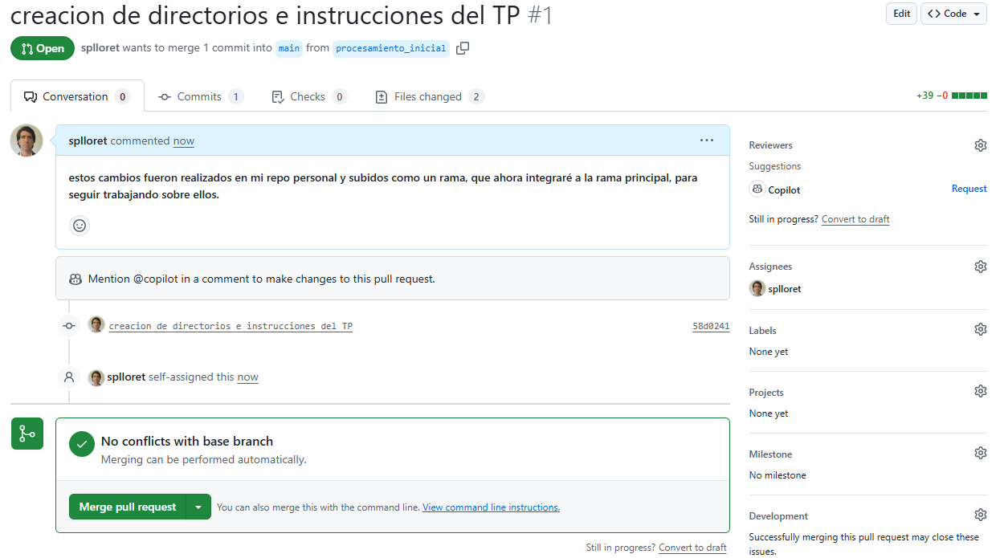 creacion de directorios e instrucciones del TP #1
Edit
<> Code
Open
splloret wants to merge 1 commit into main from procesamiento_inicial
Conversation 0
Commits 1
Checks 0
Files changed 2
+39 −0
splloret commented now
estos cambios fueron realizados en mi repo personal y subidos como un rama, que ahora integraré a la rama principal, para
seguir trabajando sobre ellos.
Mention @copilot in a comment to make changes to this pull request.
creacion de directorios e instrucciones del TP
58d0241
splloret self-assigned this now
No conflicts with base branch
Merging can be performed automatically.
Merge pull request
You can also merge this with the command line. View command line instructions.
Still in progress? Convert to draft
Reviewers
Suggestions
Copilot
Request
Still in progress? Convert to draft
Assignees
splloret
Labels
None yet
Projects
None yet
Milestone
No milestone
Development
Successfully merging this pull request may close these
issues.